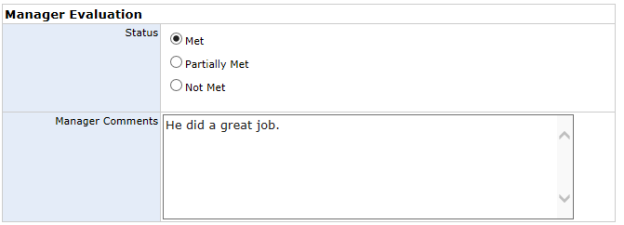 Manager Evaluation
Status
Met
Partially Met
Not Met
Manager Comments
He did a great job.